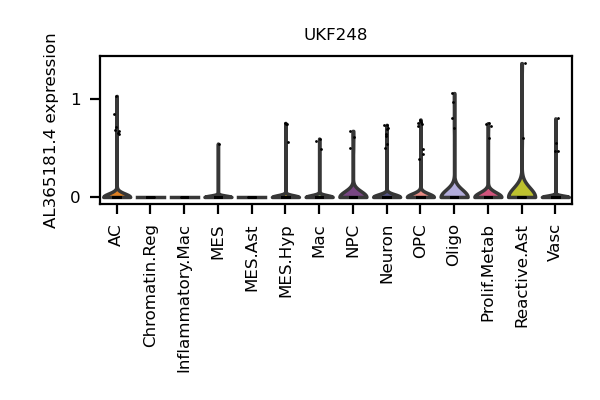 UKF248
AL365181.4 expression
1
0
AC
Chromatin.Reg
Inflammatory.Mac
MES
MES.Ast
MES.Hyp
Mac
NPC
Neuron
OPC
Oligo
Prolif.Metab
Reactive.Ast
Vasc